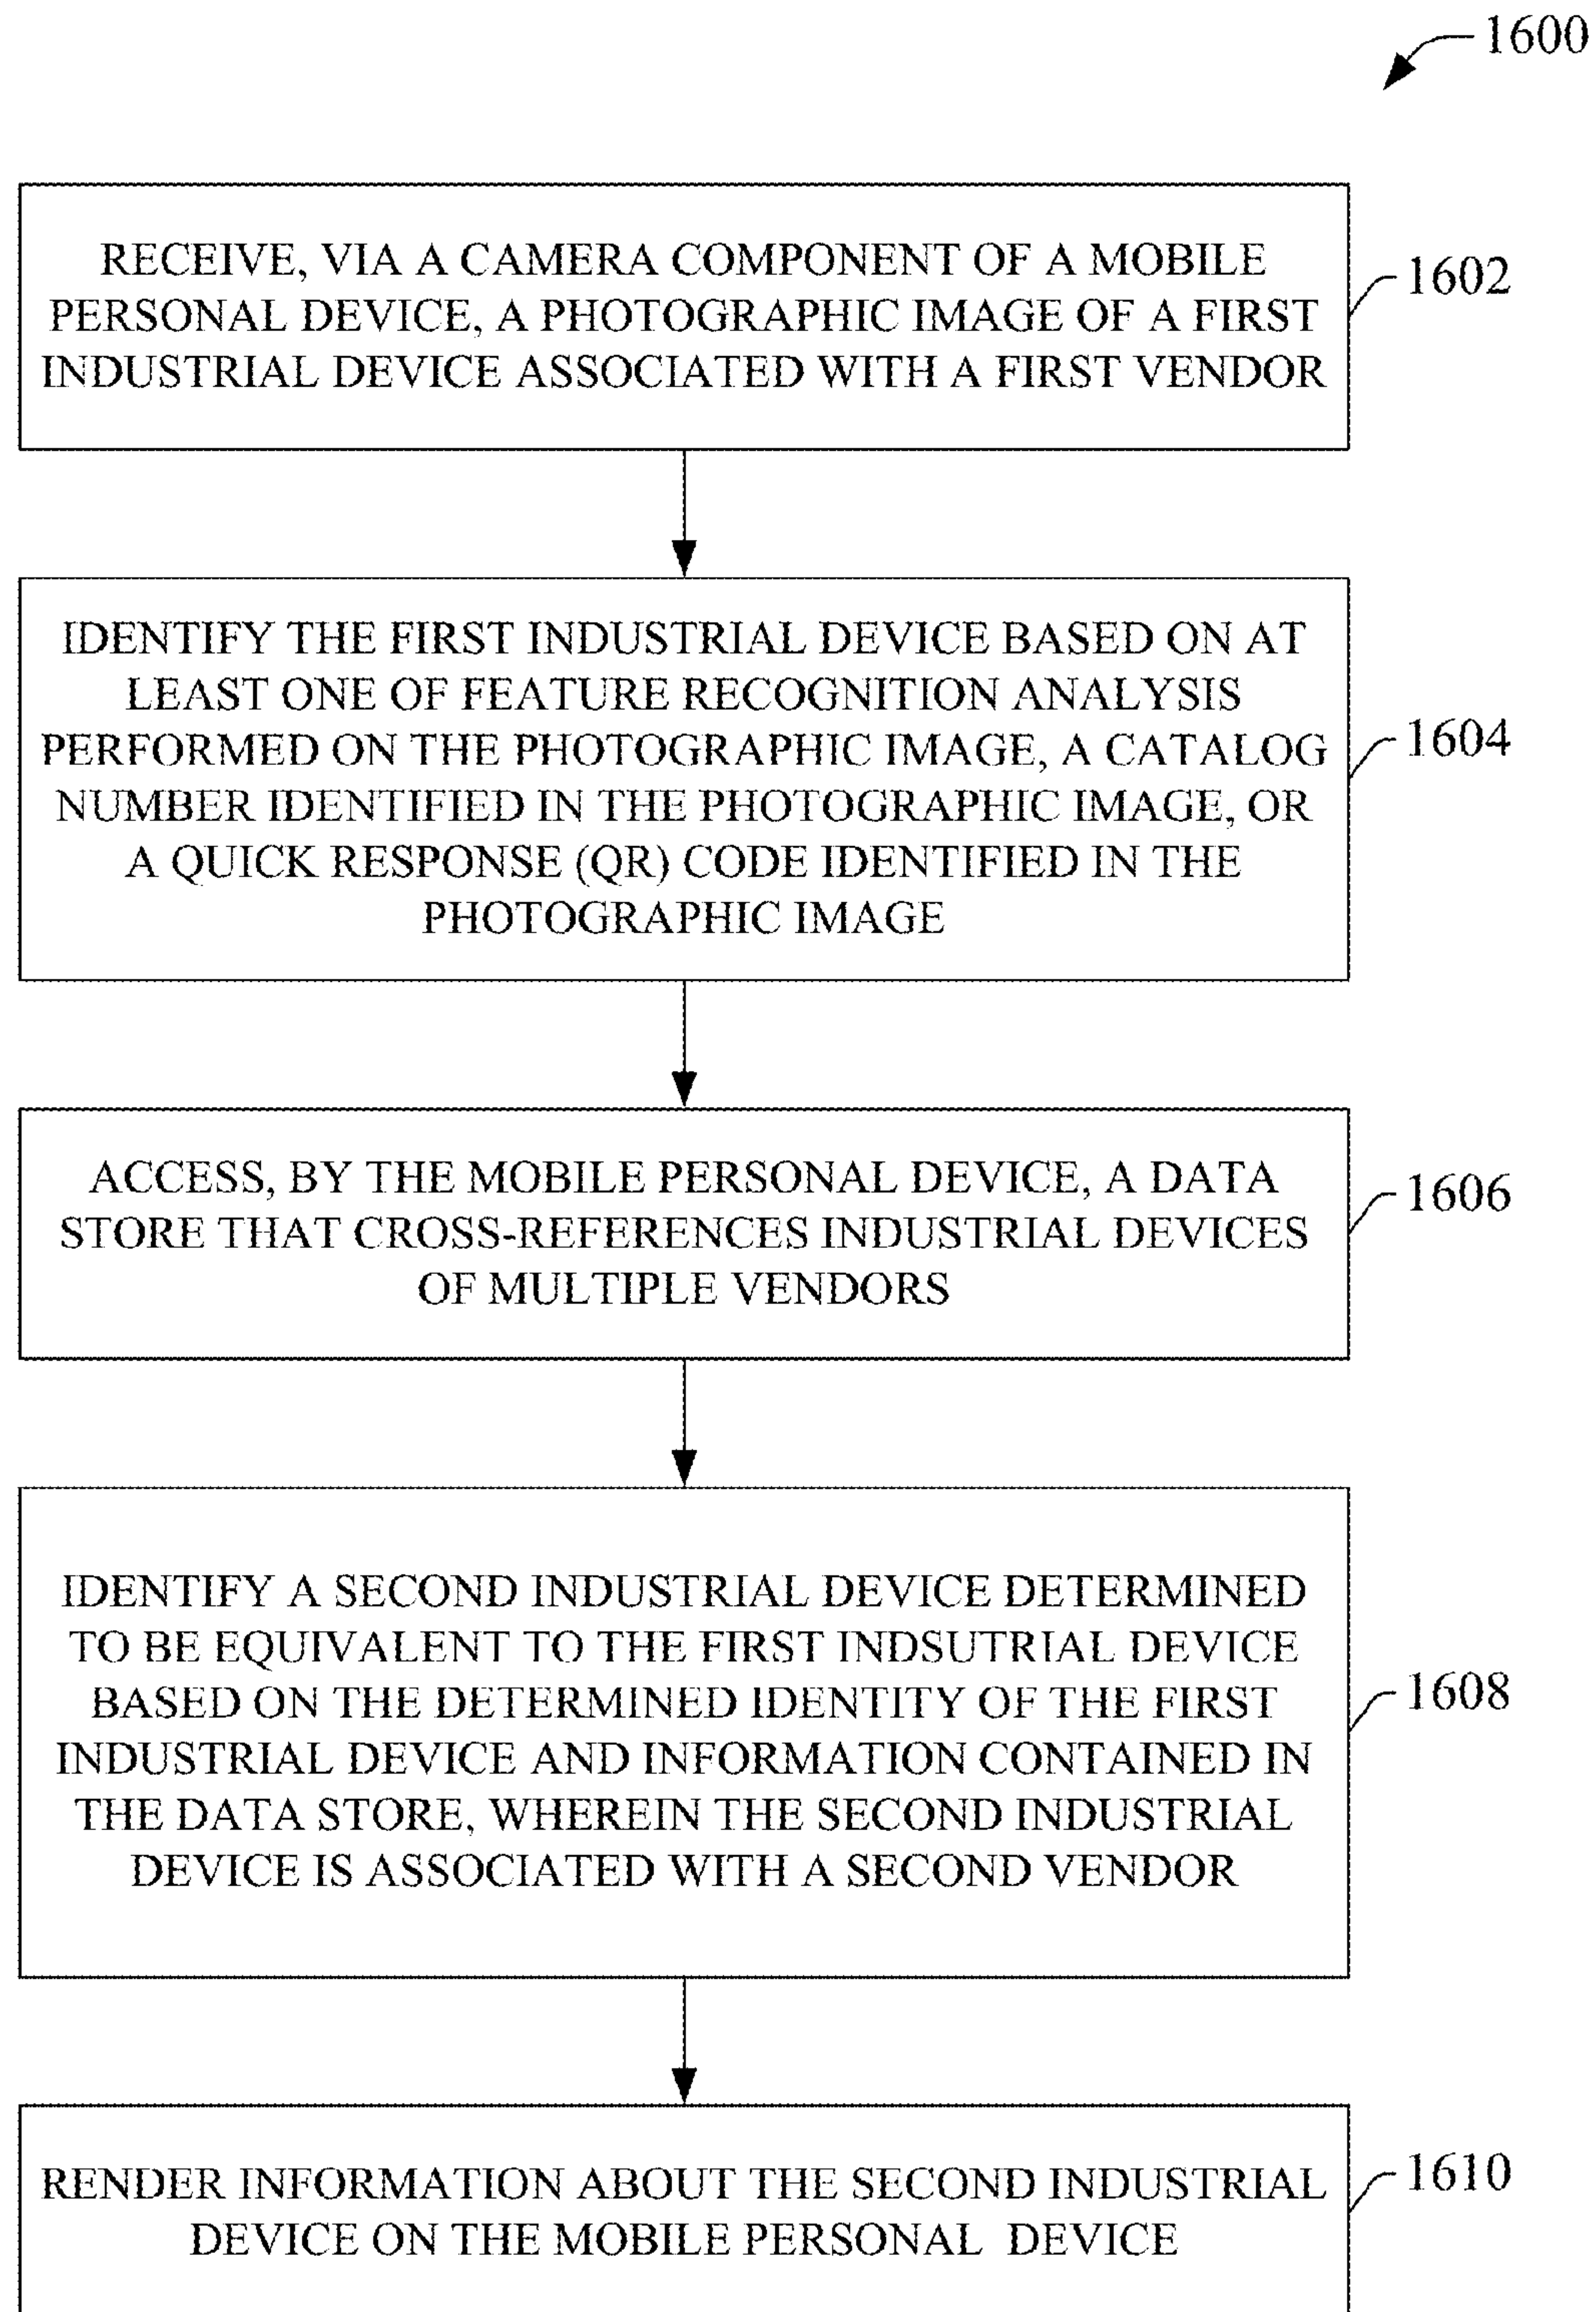 1600
RECEIVE, VIA A CAMERA COMPONENT OF A MOBILE
PERSONAL DEVICE, A PHOTOGRAPHIC IMAGE OF A FIRST
INDUSTRIAL DEVICE ASSOCIATED WITH A FIRST VENDOR
1602
IDENTIFY THE FIRST INDUSTRIAL DEVICE BASED ON AT
LEAST ONE OF FEATURE RECOGNITION ANALYSIS
PERFORMED ON THE PHOTOGRAPHIC IMAGE, A CATALOG
NUMBER IDENTIFIED IN THE PHOTOGRAPHIC IMAGE, OR
A QUICK RESPONSE (QR) CODE IDENTIFIED IN THE
PHOTOGRAPHIC IMAGE
1604
ACCESS, BY THE MOBILE PERSONAL DEVICE, A DATA
STORE THAT CROSS-REFERENCES INDUSTRIAL DEVICES
OF MULTIPLE VENDORS
1606
IDENTIFY A SECOND INDUSTRIAL DEVICE DETERMINED
TO BE EQUIVALENT TO THE FIRST INDSUTRIAL DEVICE
BASED ON THE DETERMINED IDENTITY OF THE FIRST
INDUSTRIAL DEVICE AND INFORMATION CONTAINED IN
THE DATA STORE, WHEREIN THE SECOND INDUSTRIAL
DEVICE IS ASSOCIATED WITH A SECOND VENDOR
1608
RENDER INFORMATION ABOUT THE SECOND INDUSTRIAL
DEVICE ON THE MOBILE PERSONAL DEVICE
1610